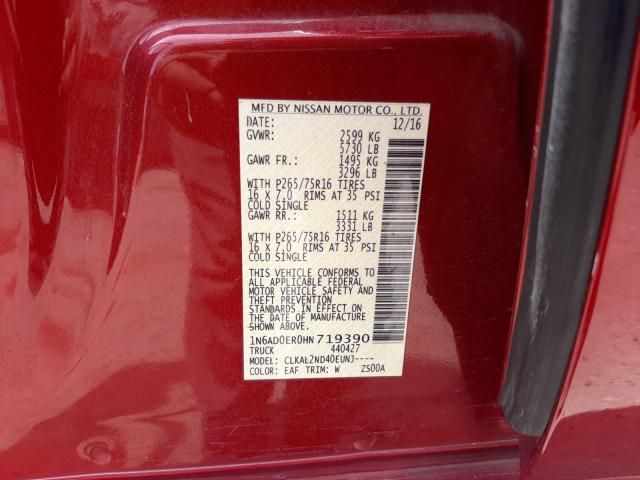 MFD BY NISSAN MOTOR CO., LTD.
DATE: 12/16
GVWR: 2599 KG
5730 LB
GAWR FR.: 1495 KG
3296 LB
WITH P265/75R16 TIRES
16 X 7.0 RIMS AT 35 PSI
COLD SINGLE
GAWR RR.: 1511 KG
3331 LB
WITH P265/75R16 TIRES
16 X 7.0 RIMS AT 35 PSI
COLD SINGLE
THIS VEHICLE CONFORMS TO
ALL APPLICABLE FEDERAL
MOTOR VEHICLE SAFETY AND
THEFT PREVENTION
STANDARDS IN EFFECT ON
THE DATE OF MANUFACTURE
SHOWN ABOVE.
1N6AD0ER0HN719390
TRUCK 440427
MODEL: CLKAL2ND40EUNJ----
COLOR: EAF TRIM: W ZS00A